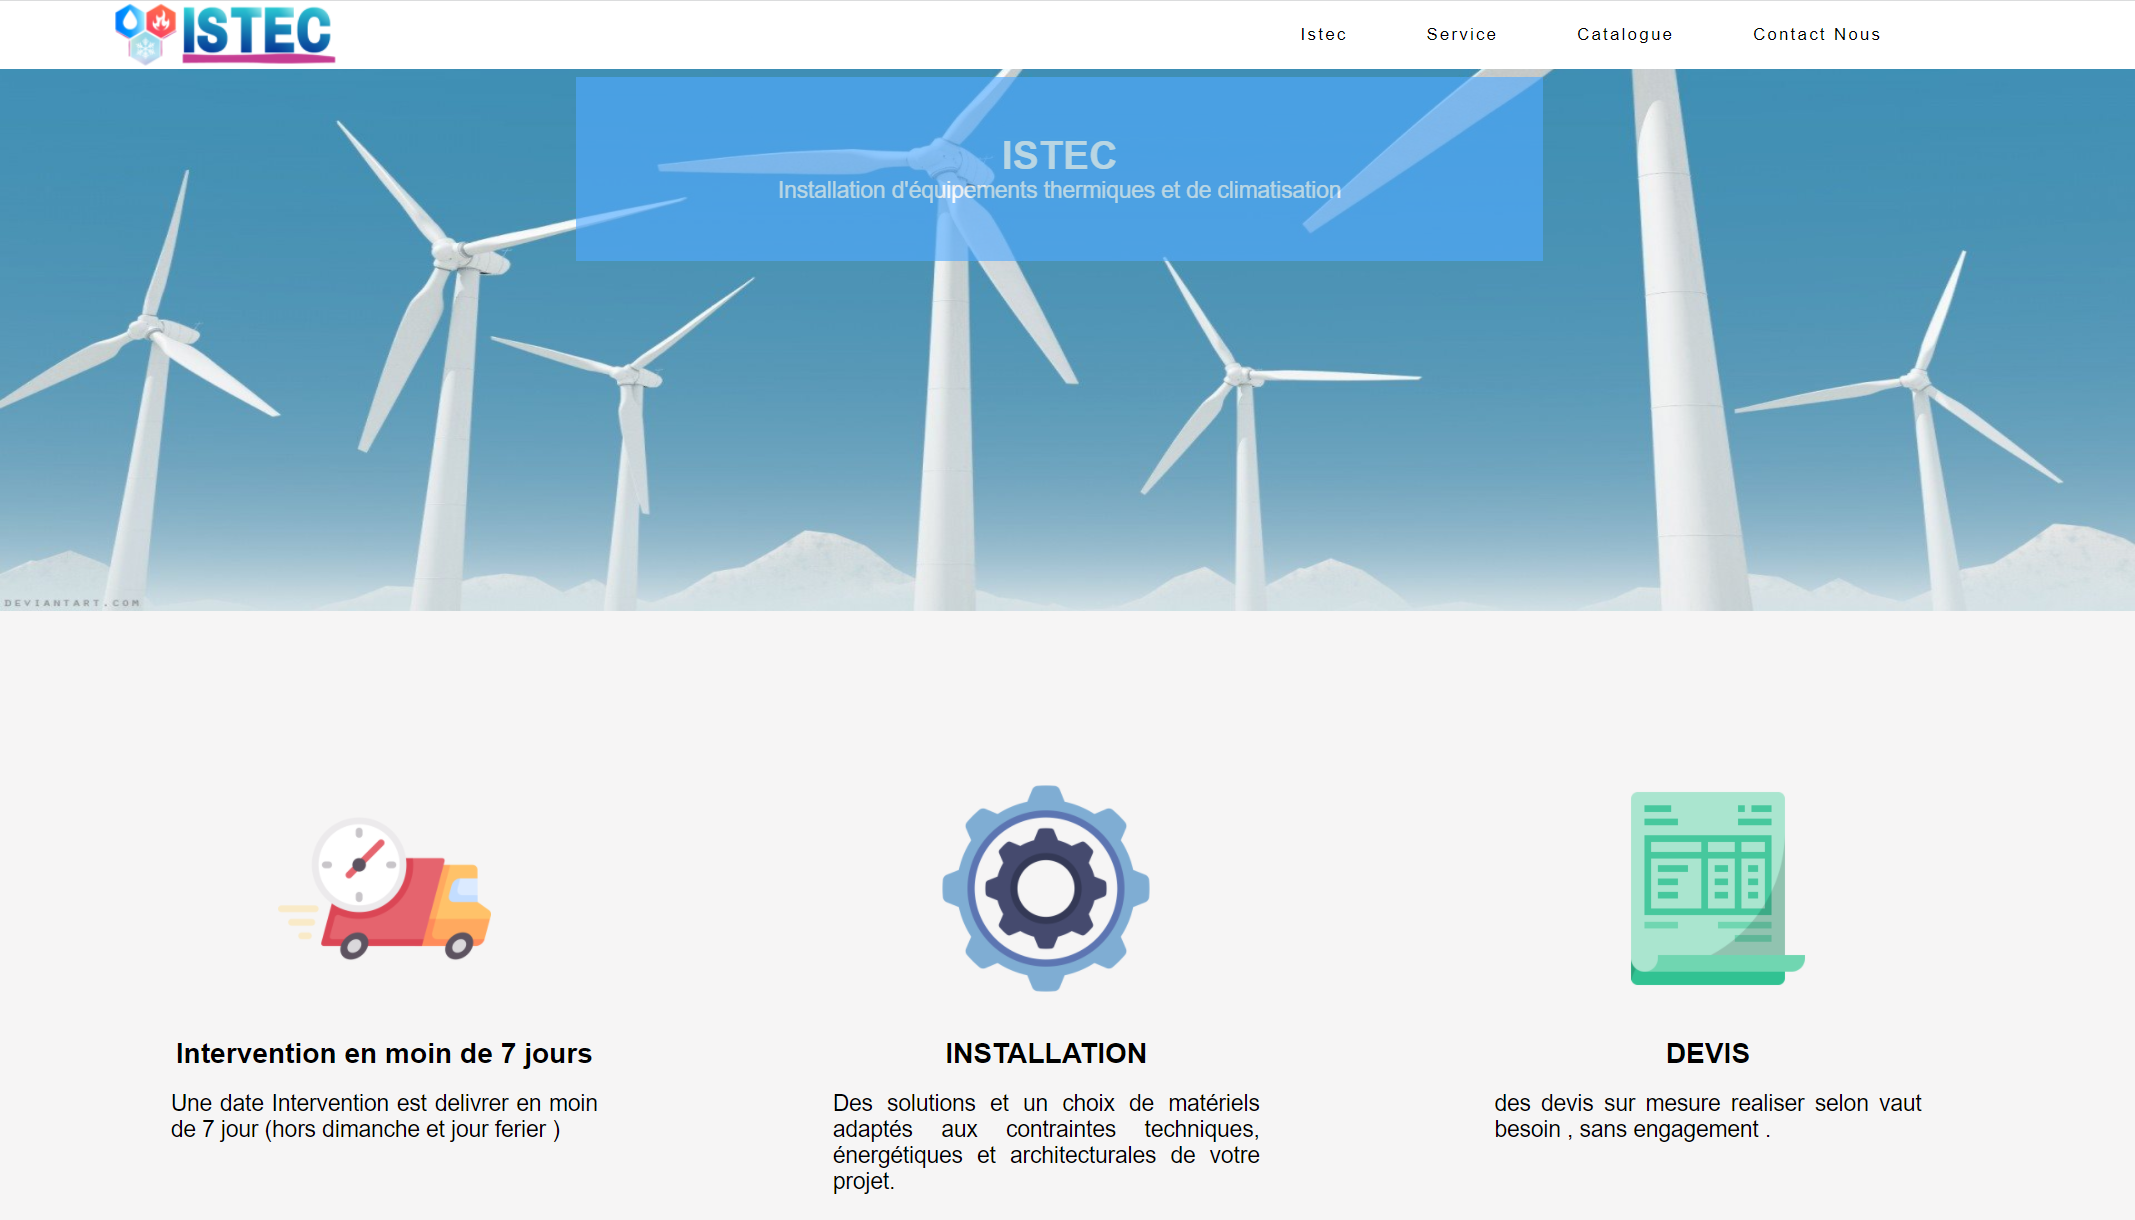 ISTEC
Istec
Service
Catalogue
Contact Nous
ISTEC
Installation d'équipements thermiques et de climatisation
DEVIANTART.COM
Intervention en moin de 7 jours
Une date Intervention est delivrer en moin
de 7 jour (hors dimanche et jour ferier )
INSTALLATION
Des solutions et un choix de matériels
adaptés aux contraintes techniques,
énergétiques et architecturales de votre
projet.
DEVIS
des devis sur mesure realiser selon vaut
besoin , sans engagement .